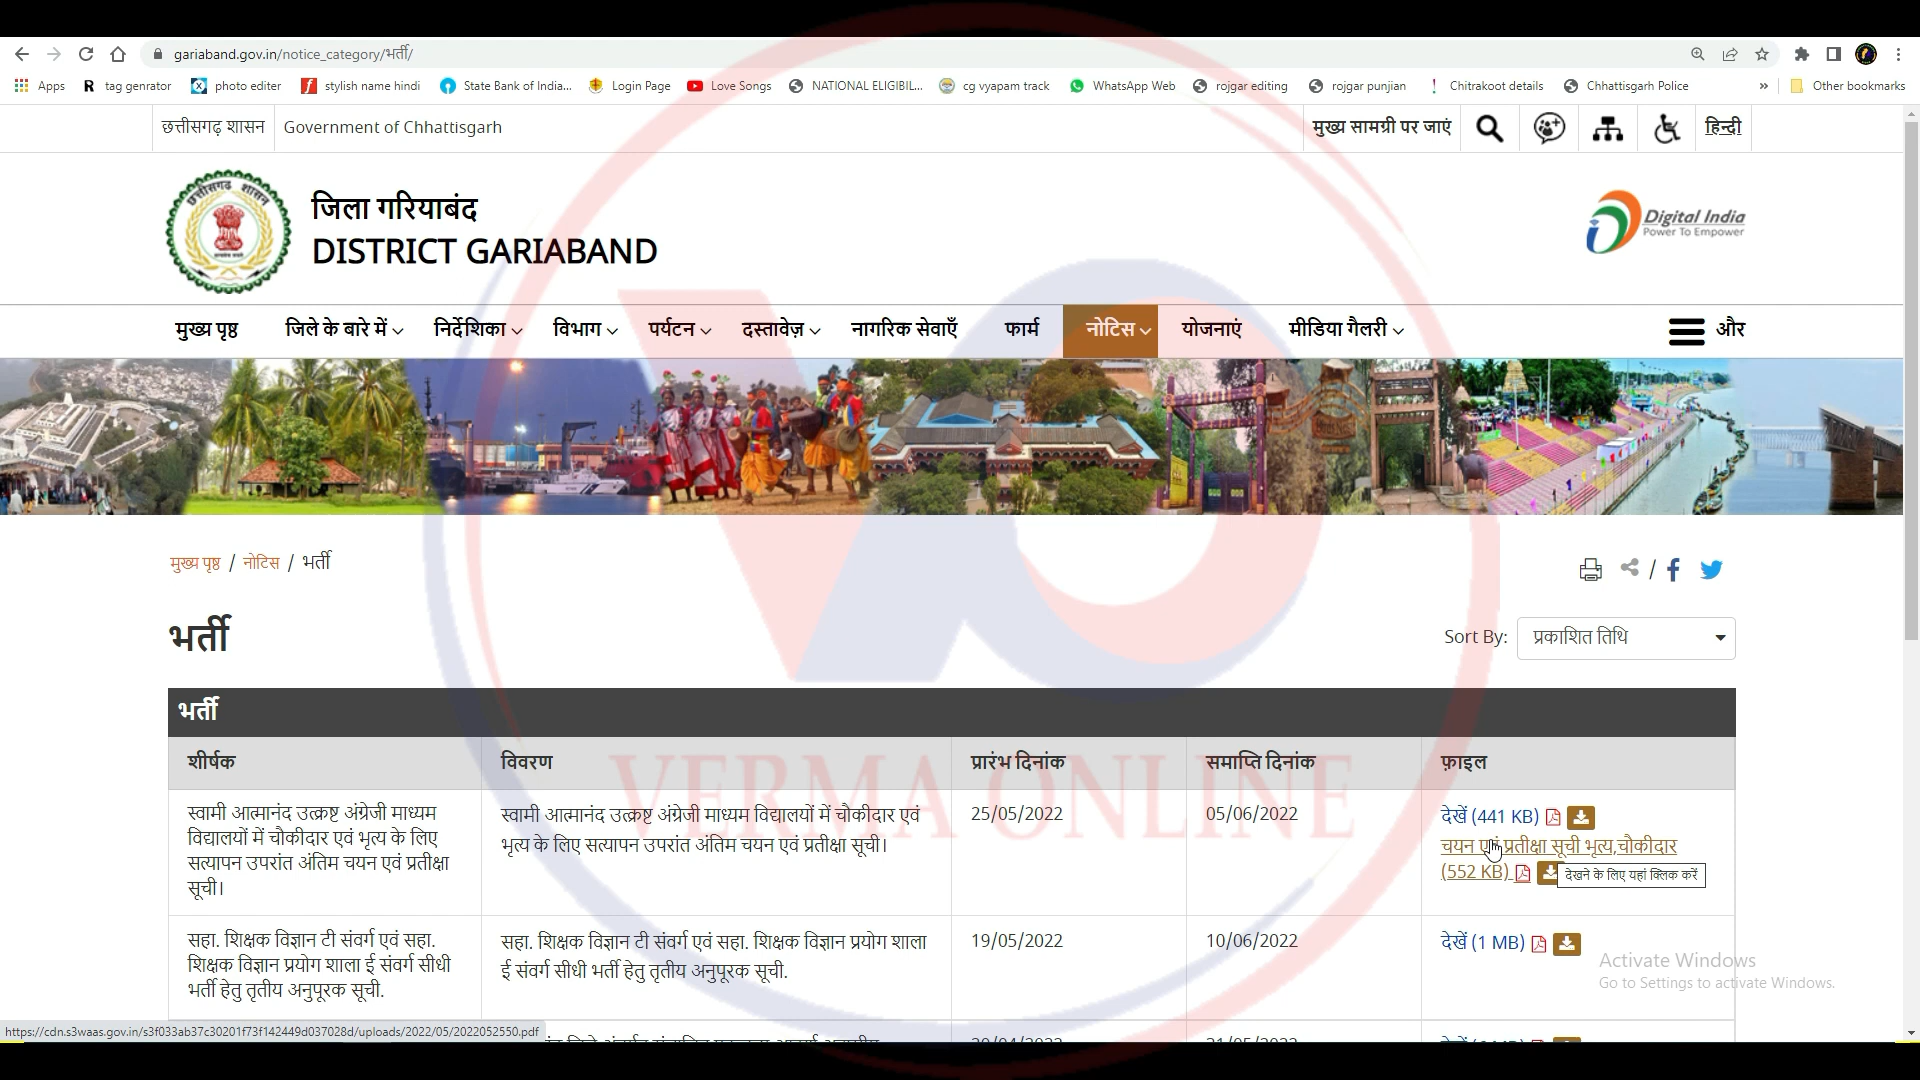 gariaband.gov.in/notice_category/भर्ती/
Apps
tag genrator
photo editer
stylish name hindi
State Bank of India...
Login Page
Love Songs
NATIONAL ELIGIBIL...
cg vyapam track
WhatsApp Web
rojgar editing
rojgar punjian
Chitrakoot details
Chhattisgarh Police
»
Other bookmarks
छत्तीसगढ़ शासन
Government of Chhattisgarh
मुख्य सामग्री पर जाएं
हिन्दी
छत्तीसगढ़ शासन
जिला गरियाबंद
DISTRICT GARIABAND
Digital India
Power To Empower
मुख्य पृष्ठ
जिले के बारे में
निर्देशिका
विभाग
पर्यटन
दस्तावेज़
नागरिक सेवाएँ
फार्म
नोटिस
योजनाएं
मीडिया गैलरी
और
मुख्य पृष्ठ / नोटिस / भर्ती
/
भर्ती
Sort By:
प्रकाशित तिथि
भर्ती
शीर्षक
विवरण
प्रारंभ दिनांक
समाप्ति दिनांक
फ़ाइल
स्वामी आत्मानंद उत्क्रष्ट अंग्रेजी माध्यम
विद्यालयों में चौकीदार एवं भृत्य के लिए
सत्यापन उपरांत अंतिम चयन एवं प्रतीक्षा
सूची।
स्वामी आत्मानंद उत्क्रष्ट अंग्रेजी माध्यम विद्यालयों में चौकीदार एवं
भृत्य के लिए सत्यापन उपरांत अंतिम चयन एवं प्रतीक्षा सूची।
25/05/2022
05/06/2022
देखें (441 KB)
चयन एवं प्रतीक्षा सूची भृत्य,चौकीदार
(552 KB)
देखने के लिए यहां क्लिक करें
सहा. शिक्षक विज्ञान टी संवर्ग एवं सहा.
शिक्षक विज्ञान प्रयोग शाला ई संवर्ग सीधी
भर्ती हेतु तृतीय अनुपूरक सूची.
सहा. शिक्षक विज्ञान टी संवर्ग एवं सहा. शिक्षक विज्ञान प्रयोग शाला
ई संवर्ग सीधी भर्ती हेतु तृतीय अनुपूरक सूची.
19/05/2022
10/06/2022
देखें (1 MB)
Activate Windows
Go to Settings to activate Windows.
https://cdn.s3waas.gov.in/s3f033ab37c30201f73f142449d037028d/uploads/2022/05/2022052550.pdf
VERMA ONLINE